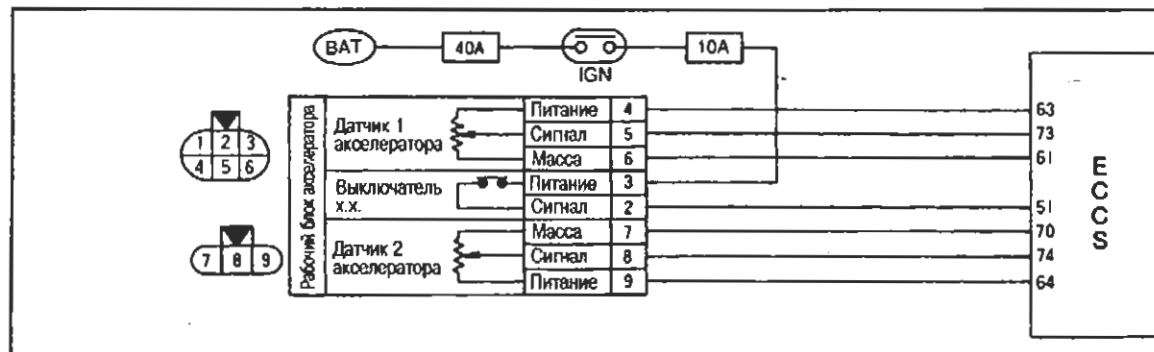 BAT 40A IGN 10A
Рабочий блок акселератора
Датчик 1 акселератора
Питание 4 63
Сигнал 5 73
Масса 6 61
Выключатель х.х.
Питание 3
Сигнал 2 51
Датчик 2 акселератора
Масса 7 70
Сигнал 8 74
Питание 9 64
1 2 3
4 5 6
7 8 9
ECCS